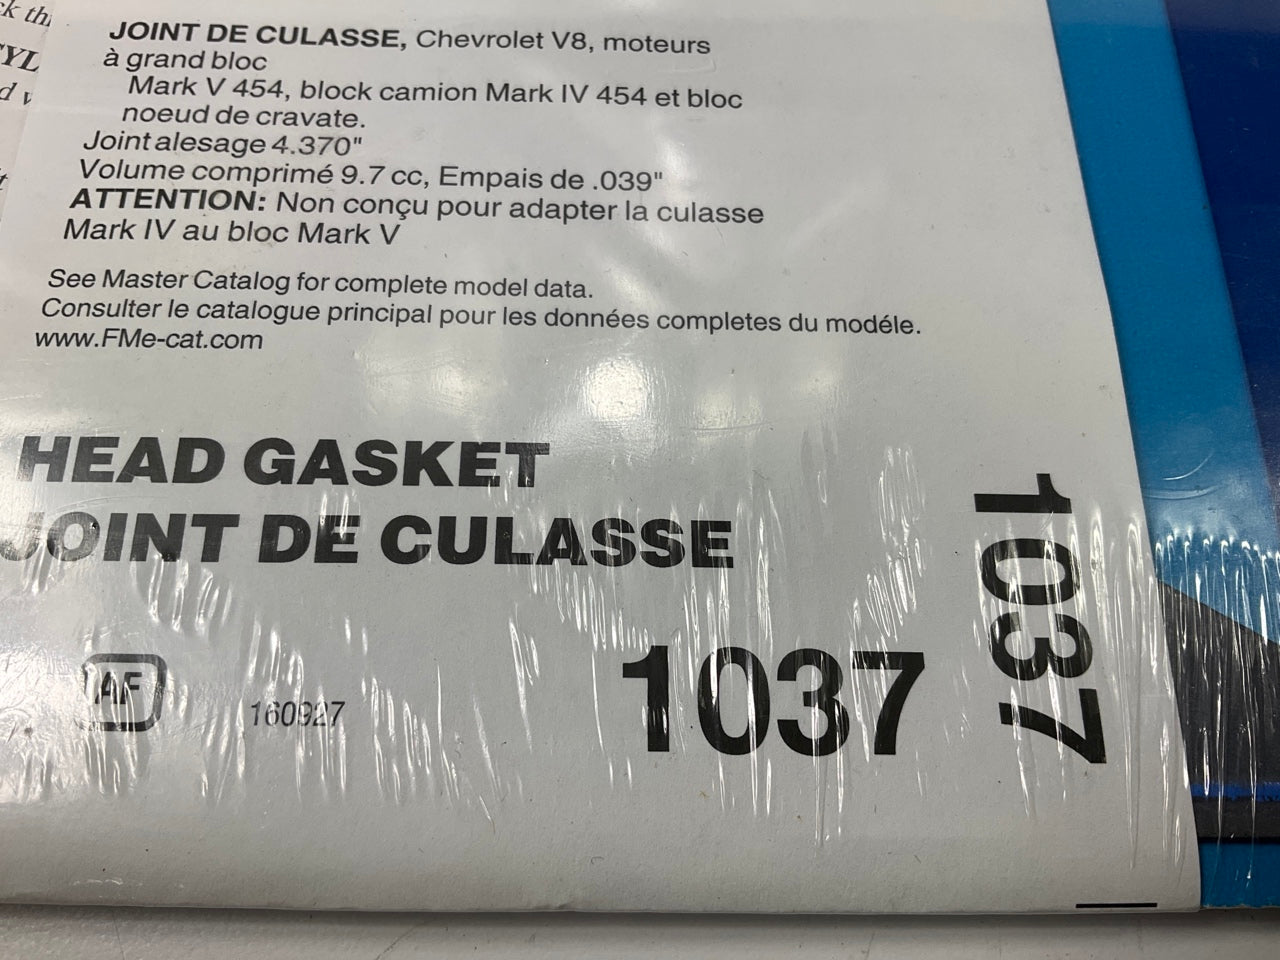 JOINT DE CULASSE, Chevrolet V8, moteurs
à grand bloc
Mark V 454, block camion Mark IV 454 et bloc
noeud de cravate.
Joint alesage 4.370"
Volume comprimé 9.7 cc, Empais de .039"
ATTENTION: Non conçu pour adapter la culasse
Mark IV au bloc Mark V
See Master Catalog for complete model data.
Consulter le catalogue principal pour les données completes du modéle.
www.FMe-cat.com
HEAD GASKET
JOINT DE CULASSE
AF
160927
1037
1037